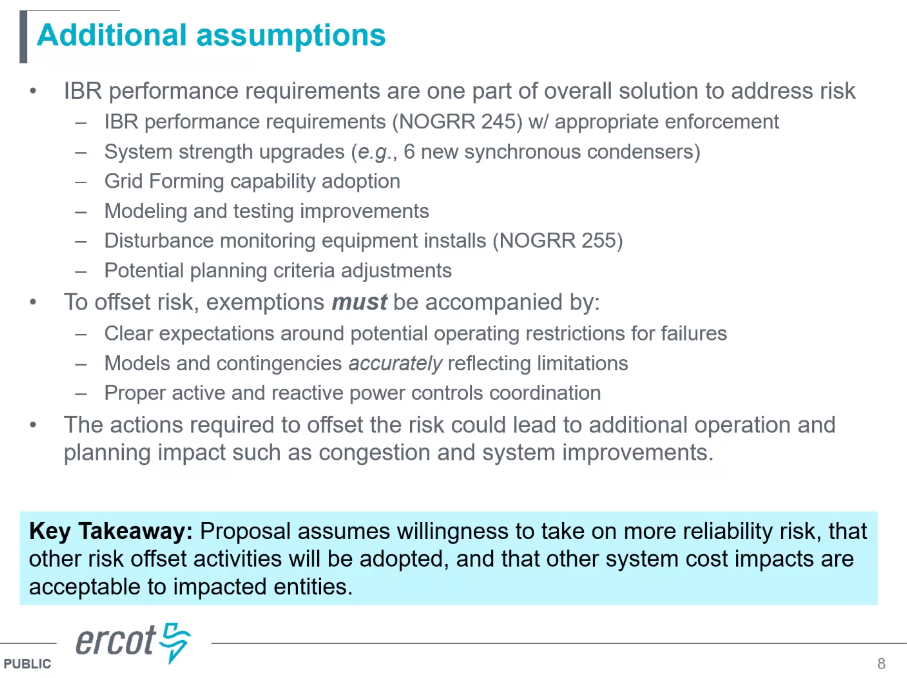 Additional assumptions
• IBR performance requirements are one part of overall solution to address risk
– IBR performance requirements (NOGRR 245) w/ appropriate enforcement
– System strength upgrades (e.g., 6 new synchronous condensers)
– Grid Forming capability adoption
– Modeling and testing improvements
– Disturbance monitoring equipment installs (NOGRR 255)
– Potential planning criteria adjustments
• To offset risk, exemptions must be accompanied by:
– Clear expectations around potential operating restrictions for failures
– Models and contingencies accurately reflecting limitations
– Proper active and reactive power controls coordination
• The actions required to offset the risk could lead to additional operation and
planning impact such as congestion and system improvements.
Key Takeaway: Proposal assumes willingness to take on more reliability risk, that
other risk offset activities will be adopted, and that other system cost impacts are
acceptable to impacted entities.
ercot
PUBLIC
8